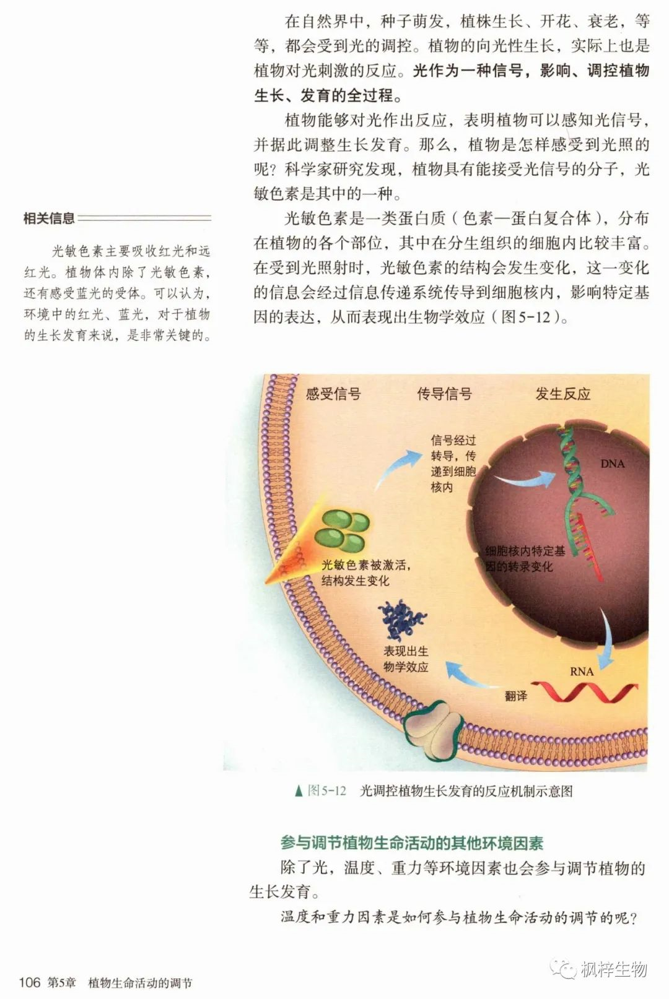 在自然界中，种子萌发，植株生长、开花、衰老，等
等，都会受到光的调控。植物的向光性生长，实际上也是
植物对光刺激的反应。光作为一种信号，影响、调控植物
生长、发育的全过程。
植物能够对光作出反应，表明植物可以感知光信号，
并据此调整生长发育。那么，植物是怎样感受到光照的
呢？科学家研究发现，植物具有能接受光信号的分子，光
敏色素是其中的一种。
光敏色素是一类蛋白质（色素—蛋白复合体），分布
在植物的各个部位，其中在分生组织的细胞内比较丰富。
在受到光照射时，光敏色素的结构会发生变化，这一变化
的信息会经过信息传递系统传导到细胞核内，影响特定基
因的表达，从而表现出生物学效应（图5-12）。
相关信息
光敏色素主要吸收红光和远
红光。植物体内除了光敏色素，
还有感受蓝光的受体。可以认为，
环境中的红光、蓝光，对于植物
的生长发育来说，是非常关键的。
感受信号
传导信号
发生反应
信号经过
转导，传
递到细胞
核内
DNA
细胞核内特定基
因的转录变化
光敏色素被激活，
结构发生变化
表现出生
物学效应
RNA
翻译
▲ 图5-12 光调控植物生长发育的反应机制示意图
参与调节植物生命活动的其他环境因素
除了光，温度、重力等环境因素也会参与调节植物的
生长发育。
温度和重力因素是如何参与植物生命活动的调节的呢？
106 第5章 植物生命活动的调节
枫梓生物